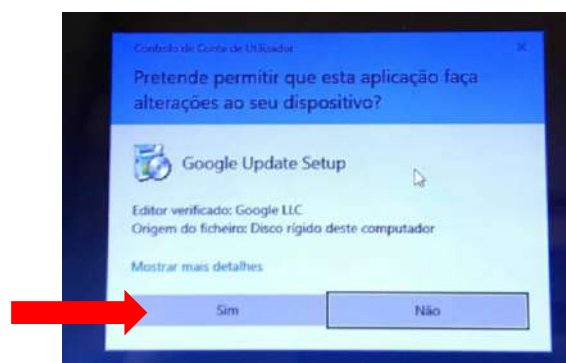 Controlo de Conta de Utilizador
Pretende permitir que esta aplicação faça
alterações ao seu dispositivo?
Google Update Setup
Editor verificado: Google LLC
Origem do ficheiro: Disco rígido deste computador
Mostrar mais detalhes
Sim
Não